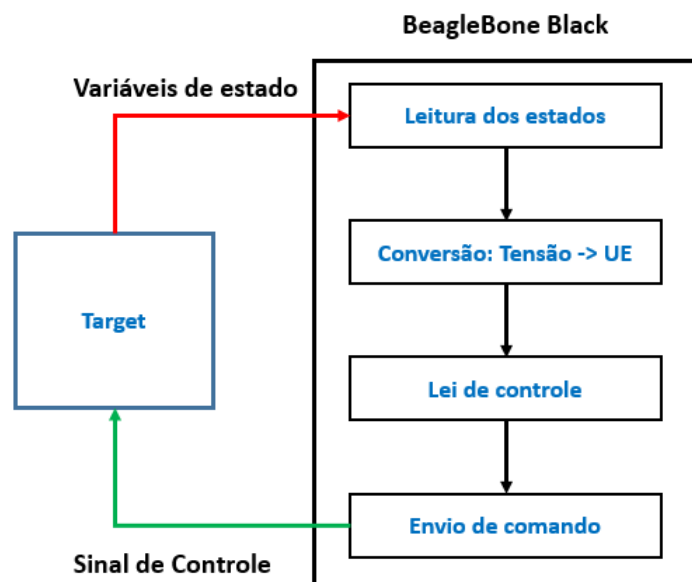 BeagleBone Black
Variáveis de estado
Leitura dos estados
Conversão: Tensão -> UE
Target
Lei de controle
Envio de comando
Sinal de Controle